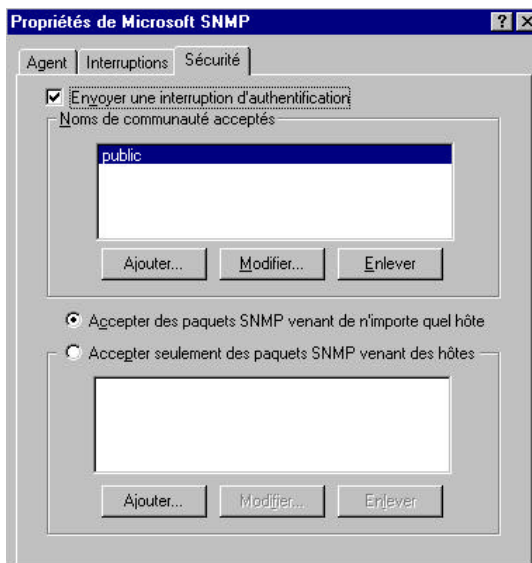 Propriétés de Microsoft SNMP
Agent Interruptions Sécurité
Envoyer une interruption d'authentification
Noms de communauté acceptés
public
Ajouter... Modifier... Enlever
Accepter des paquets SNMP venant de n'importe quel hôte
Accepter seulement des paquets SNMP venant des hôtes
Ajouter... Modifier... Enlever